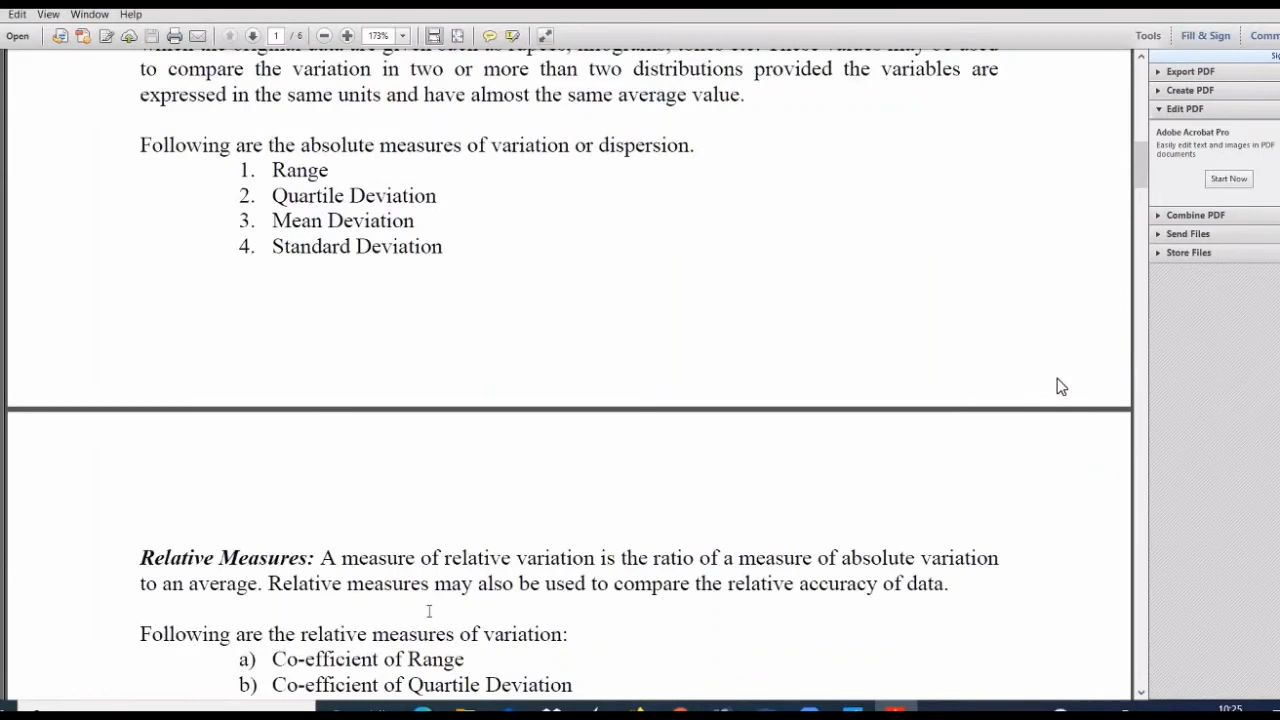 Edit View Window Help
Open 1 / 6 173% Tools Fill & Sign
to compare the variation in two or more than two distributions provided the variables are
expressed in the same units and have almost the same average value.
Following are the absolute measures of variation or dispersion.
1. Range
2. Quartile Deviation
3. Mean Deviation
4. Standard Deviation
Relative Measures: A measure of relative variation is the ratio of a measure of absolute variation
to an average. Relative measures may also be used to compare the relative accuracy of data.
Following are the relative measures of variation:
a) Co-efficient of Range
b) Co-efficient of Quartile Deviation
Export PDF
Create PDF
Edit PDF
Adobe Acrobat Pro
Easily edit text and images in PDF
documents
Start Now
Combine PDF
Send Files
Store Files
10:25